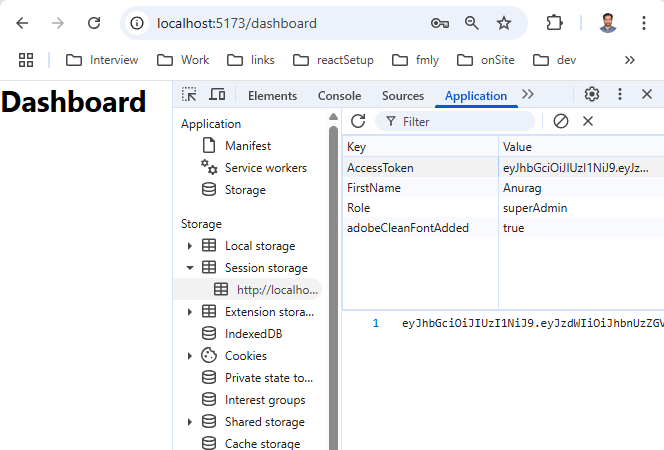 localhost:5173/dashboard
Interview
Work
links
reactSetup
fmly
onSite
dev
Dashboard
Elements
Console
Sources
Application
Application
Manifest
Service workers
Storage
Storage
Local storage
Session storage
http://localho...
Extension stora...
IndexedDB
Cookies
Private state to...
Interest groups
Shared storage
Cache storage
Filter
Key Value
AccessToken eyJhbGciOiJIUzI1NiJ9.eyJz...
FirstName Anurag
Role superAdmin
adobeCleanFontAdded true
1 eyJhbGciOiJIUzI1NiJ9.eyJzdWIiOiJhbnUzZGV